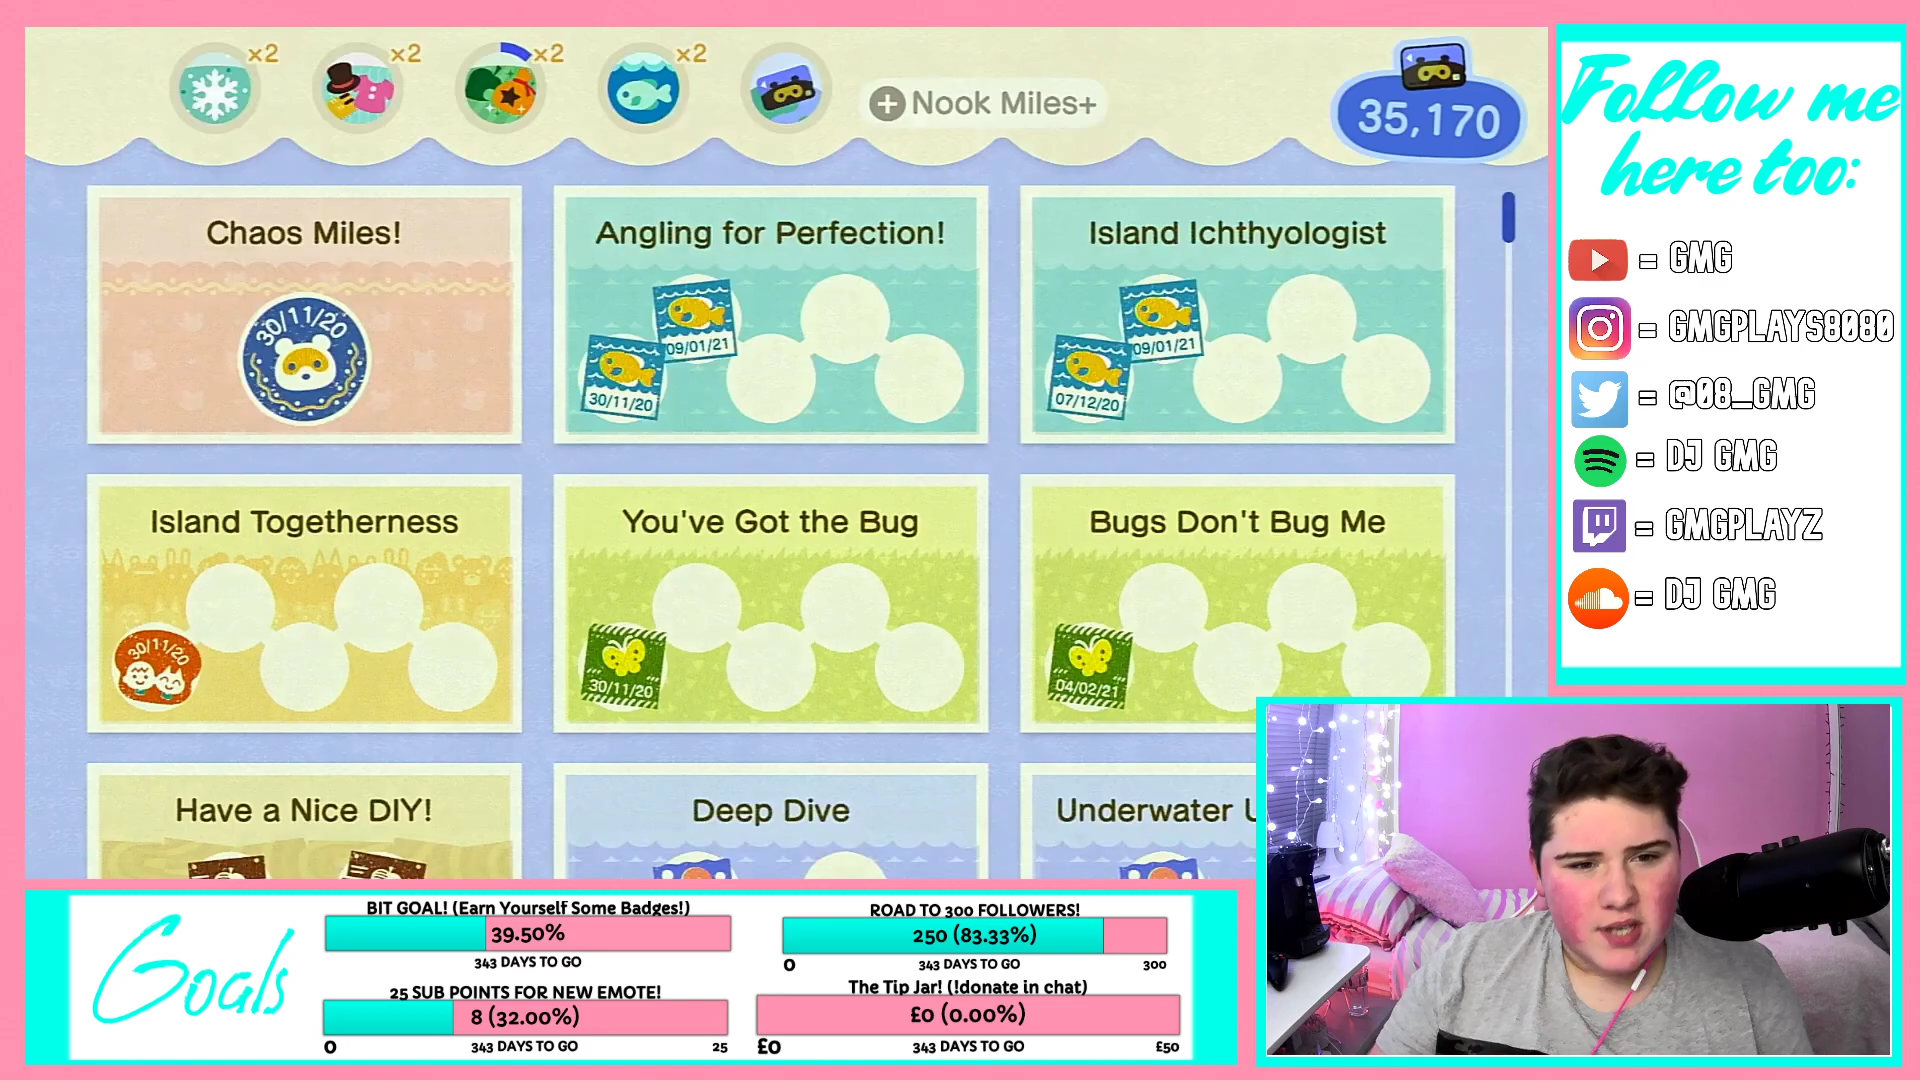 ×2
×2
×2
×2
Nook Miles+
35,170
Chaos Miles!
30/11/20
Angling for Perfection!
09/01/21
30/11/20
Island Ichthyologist
09/01/21
07/12/20
Island Togetherness
30/11/20
You've Got the Bug
30/11/20
Bugs Don't Bug Me
04/02/21
Have a Nice DIY!
Deep Dive
Underwater
Follow me
here too:
= GMG
= GMGPLAYS8080
= @08_GMG
= DJ GMG
= GMGPLAYZ
= DJ GMG
Goals
BIT GOAL! (Earn Yourself Some Badges!)
39.50%
343 DAYS TO GO
25 SUB POINTS FOR NEW EMOTE!
8 (32.00%)
0 343 DAYS TO GO 25
ROAD TO 300 FOLLOWERS!
250 (83.33%)
0 343 DAYS TO GO 300
The Tip Jar! (!donate in chat)
£0 (0.00%)
£0 343 DAYS TO GO £50